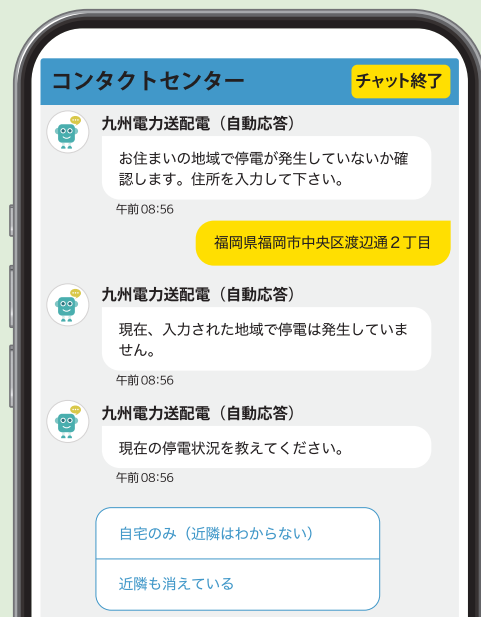 コンタクトセンター
チャット終了
九州電力送配電（自動応答）
お住まいの地域で停電が発生していないか確
認します。住所を入力して下さい。
午前08:56
福岡県福岡市中央区渡辺通２丁目
九州電力送配電（自動応答）
現在、入力された地域で停電は発生していま
せん。
午前08:56
九州電力送配電（自動応答）
現在の停電状況を教えてください。
午前08:56
自宅のみ（近隣はわからない）
近隣も消えている